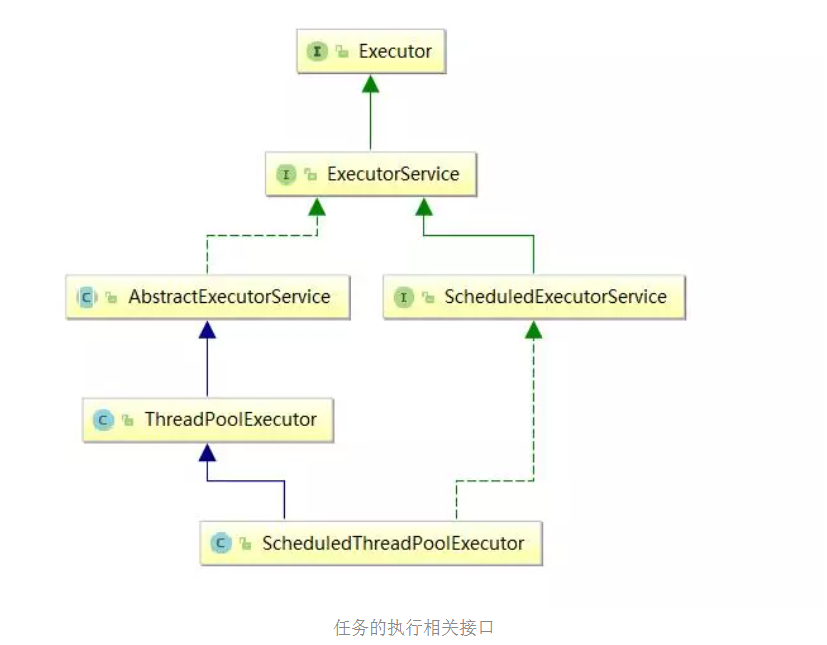 I Executor
I ExecutorService
C AbstractExecutorService
I ScheduledExecutorService
C ThreadPoolExecutor
C ScheduledThreadPoolExecutor
任务的执行相关接口